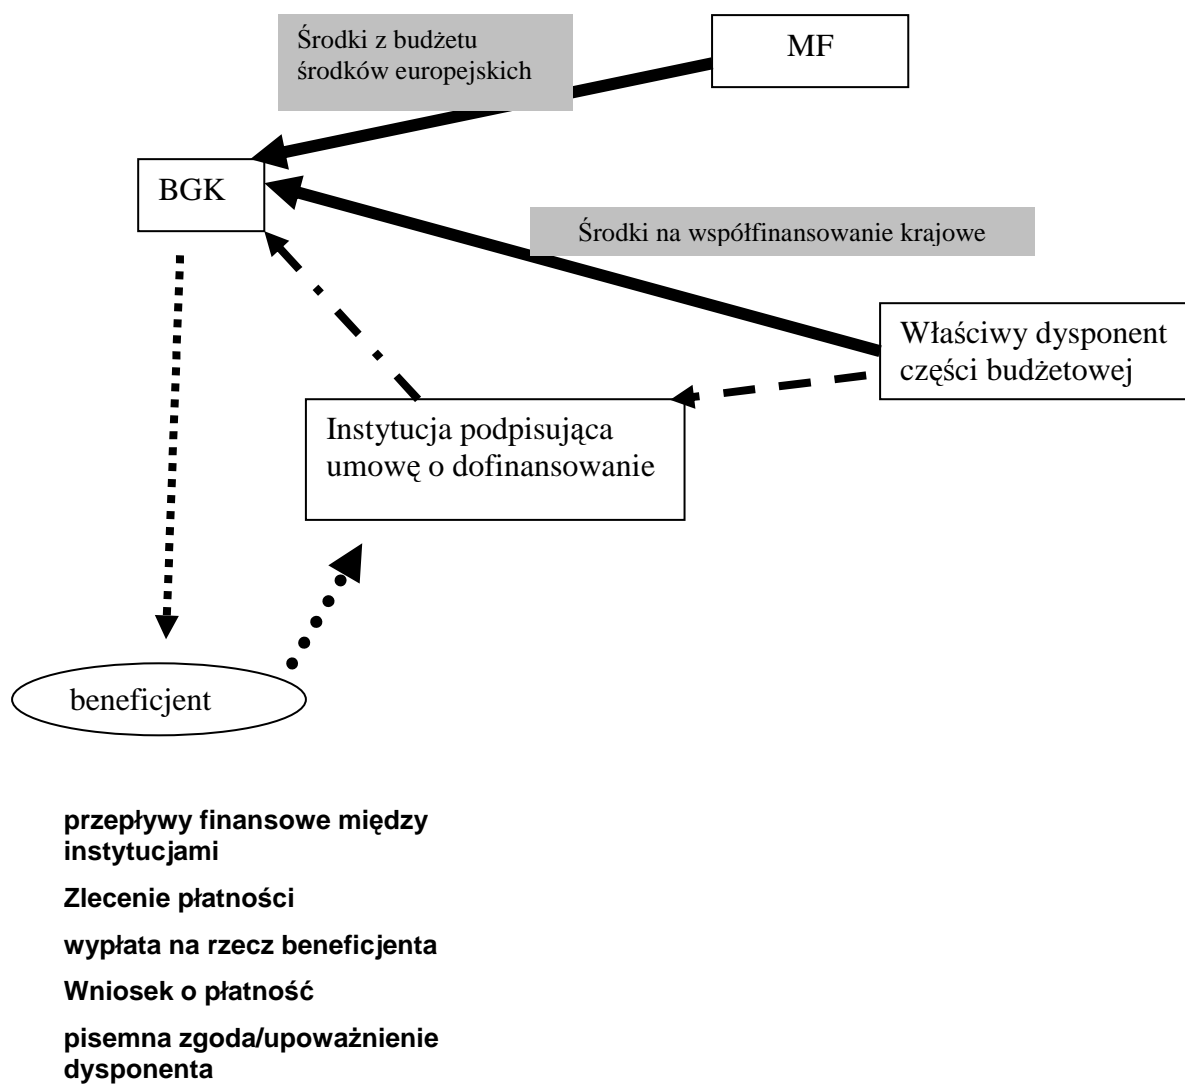 Środki z budżetu
środków europejskich
MF
BGK
Środki na współfinansowanie krajowe
Właściwy dysponent
części budżetowej
Instytucja podpisująca
umowę o dofinansowanie
beneficjent
przepływy finansowe między
instytucjami
Zlecenie płatności
wypłata na rzecz beneficjenta
Wniosek o płatność
pisemna zgoda/upoważnienie
dysponenta